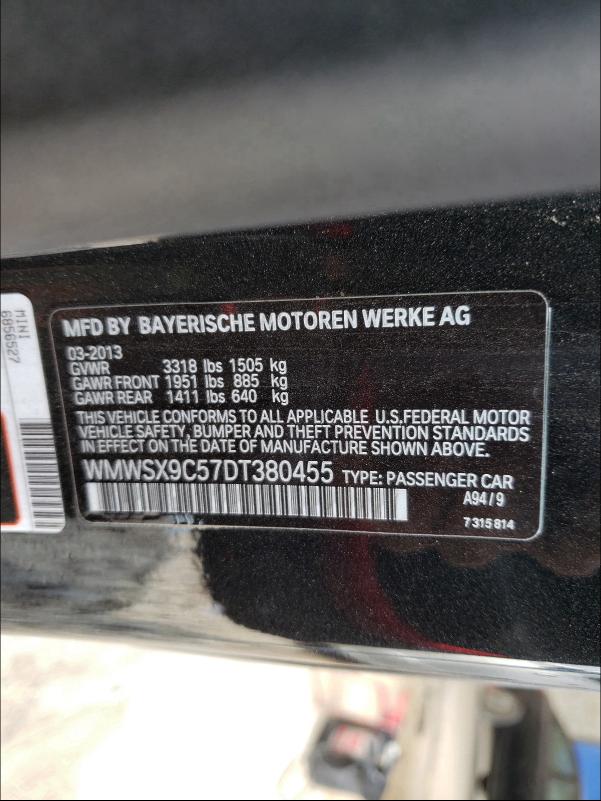 MINI
6856527
MFD BY BAYERISCHE MOTOREN WERKE AG
03-2013
GVWR 3318 lbs 1505 kg
GAWR FRONT 1951 lbs 885 kg
GAWR REAR 1411 lbs 640 kg
THIS VEHICLE CONFORMS TO ALL APPLICABLE U.S.FEDERAL MOTOR
VEHICLE SAFETY, BUMPER AND THEFT PREVENTION STANDARDS
IN EFFECT ON THE DATE OF MANUFACTURE SHOWN ABOVE.
WMWSX9C57DT380455 TYPE: PASSENGER CAR
A94/9
7315814